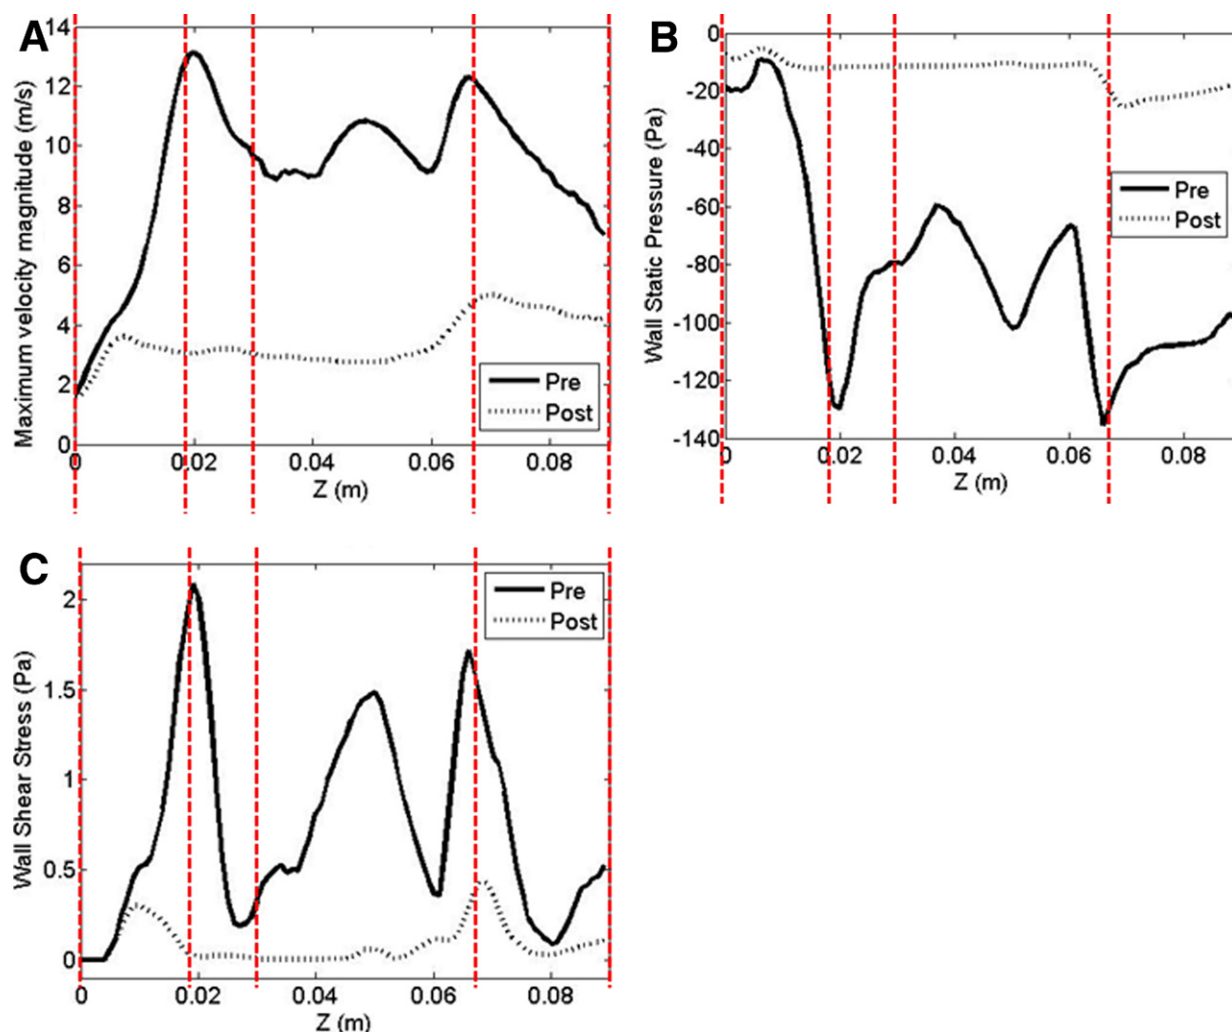 A
Maximum velocity magnitude (m/s)
14
12
10
8
6
4
2
0
Pre
Post
0
0.02
0.04
0.06
0.08
Z (m)
B
Wall Static Pressure (Pa)
0
-20
-40
-60
-80
-100
-120
-140
Pre
Post
0
0.02
0.04
0.06
0.08
Z (m)
C
Wall Shear Stress (Pa)
2
1.5
1
0.5
0
Pre
Post
0
0.02
0.04
0.06
0.08
Z (m)